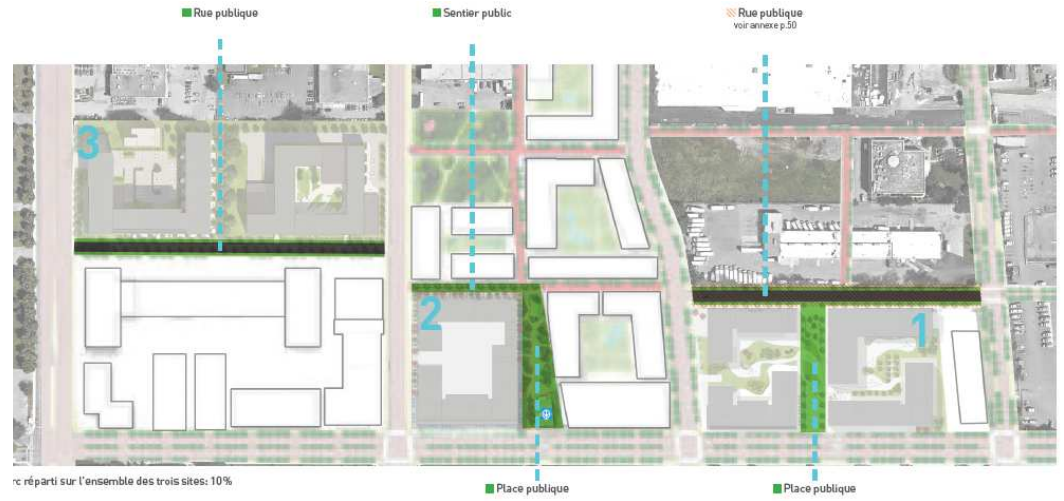 Rue publique
Sentier public
Rue publique
voir annexe p.50
3
2
1
rc réparti sur l'ensemble des trois sites: 10%
Place publique
Place publique